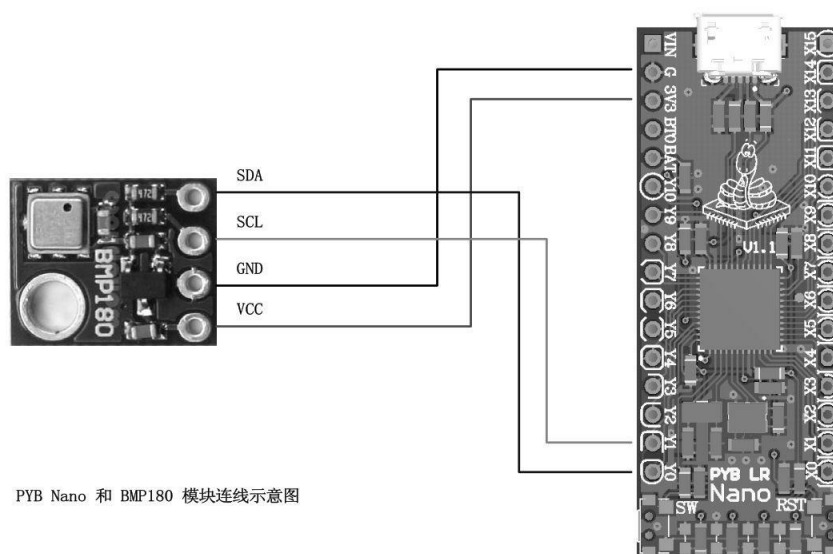 SDA
SCL
GND
VCC
BMP180
472
472
VIN
G
3V3
BT0
BAT
Y10
Y9
Y8
Y7
Y6
Y5
Y4
Y3
Y2
Y1
Y0
X15
X14
X13
X12
X11
X10
X9
X8
X7
X6
X5
X4
X3
X2
X1
X0
V1.1
PYB LR
Nano
SW
RST
PYB Nano 和 BMP180 模块连线示意图